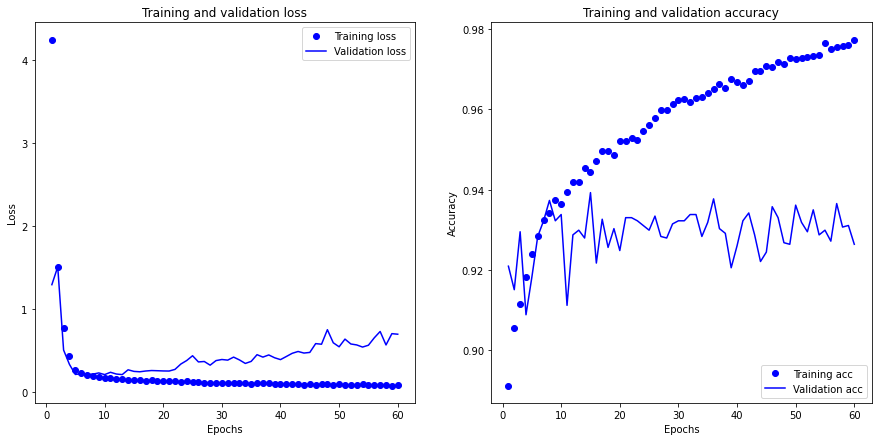 Training and validation loss
Training loss
Validation loss
4
3
2
1
0
Loss
0
10
20
30
40
50
60
Epochs
Training and validation accuracy
0.98
0.96
0.94
0.92
0.90
Accuracy
Training acc
Validation acc
0
10
20
30
40
50
60
Epochs